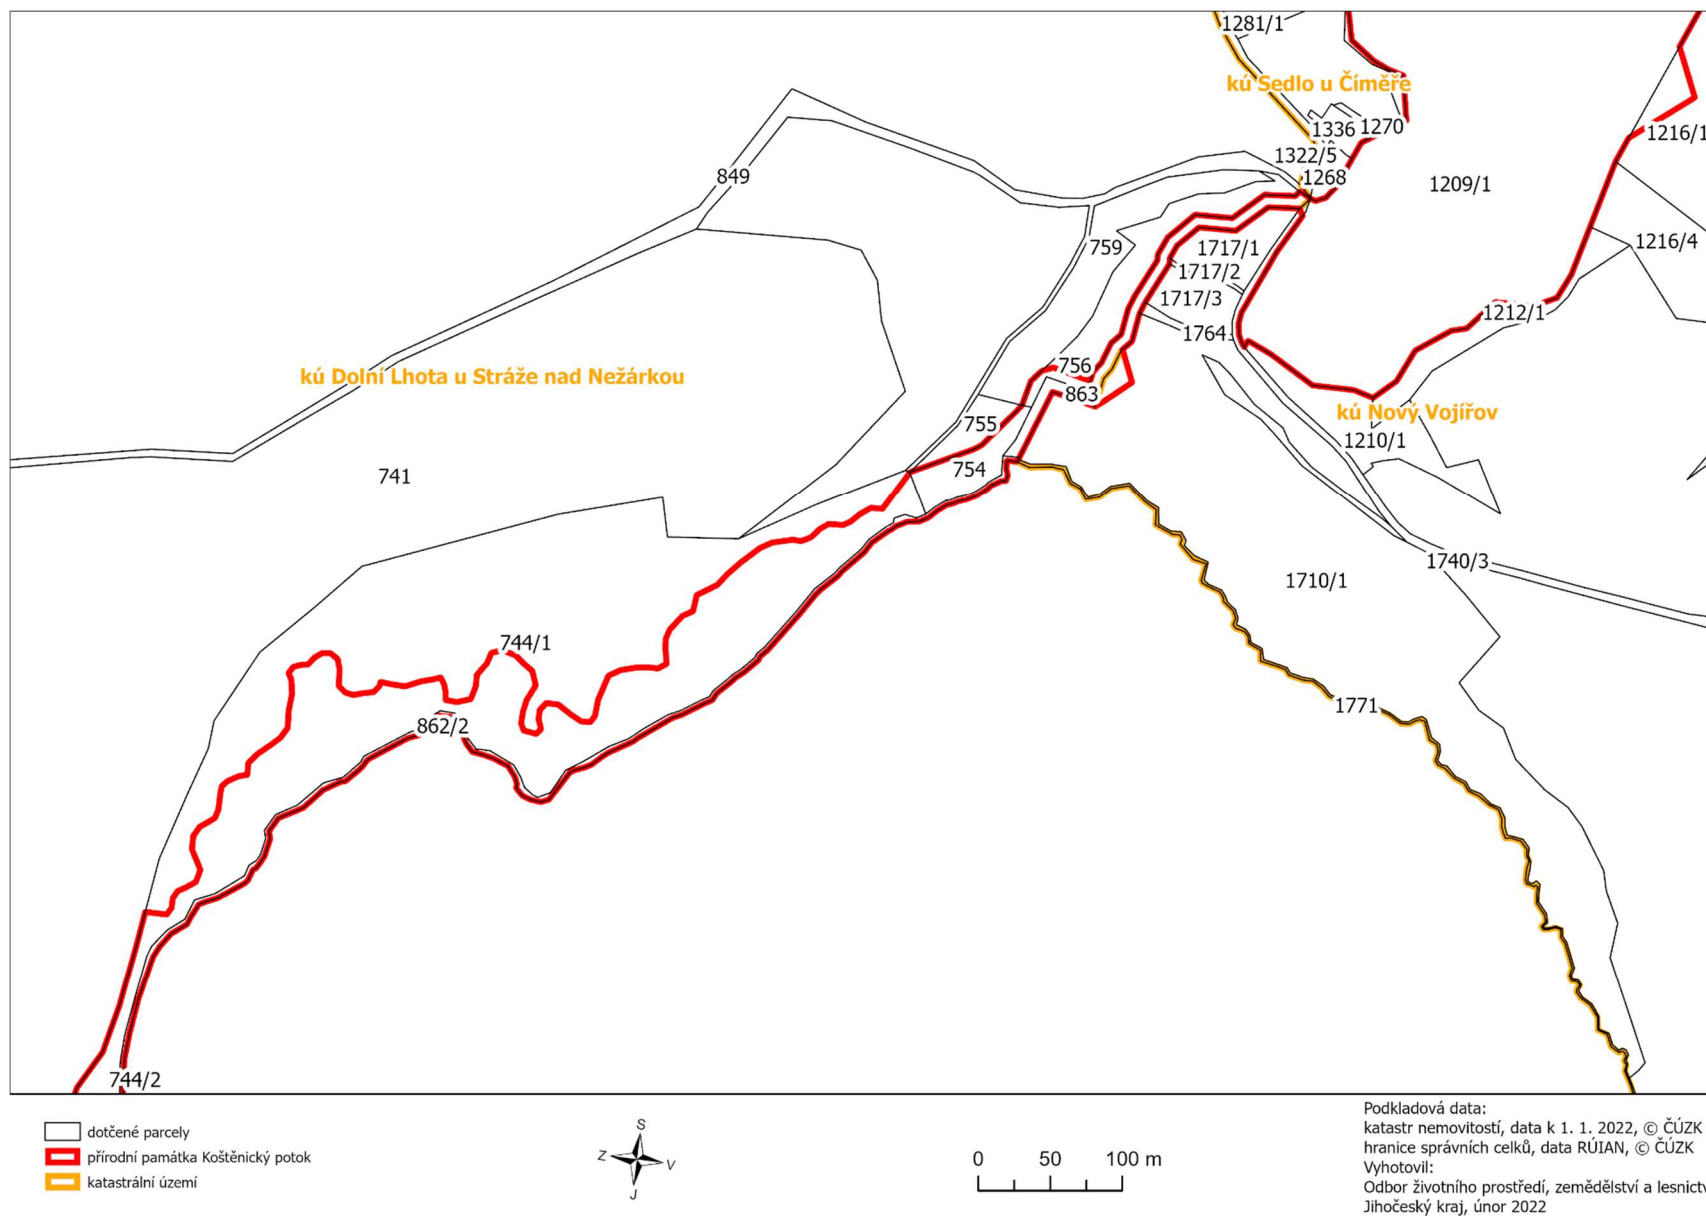 1281/1
kú Sedlo u Číměře
1336
1270
1216/1
1322/5
849
1268
1209/1
759
1717/1
1216/4
1717/2
1717/3
1212/1
1764
756
kú Dolní Lhota u Stráže nad Nežárkou
863
kú Nový Vojířov
755
1210/1
754
741
1740/3
1710/1
744/1
1771
862/2
744/2
dotčené parcely
přírodní památka Koštěnický potok
katastrální území
S
Z
V
J
0 50 100 m
Podkladová data:
katastr nemovitostí, data k 1. 1. 2022, © ČÚZK
hranice správních celků, data RÚIAN, © ČÚZK
Vyhotovil:
Odbor životního prostředí, zemědělství a lesnictv
Jihočeský kraj, únor 2022